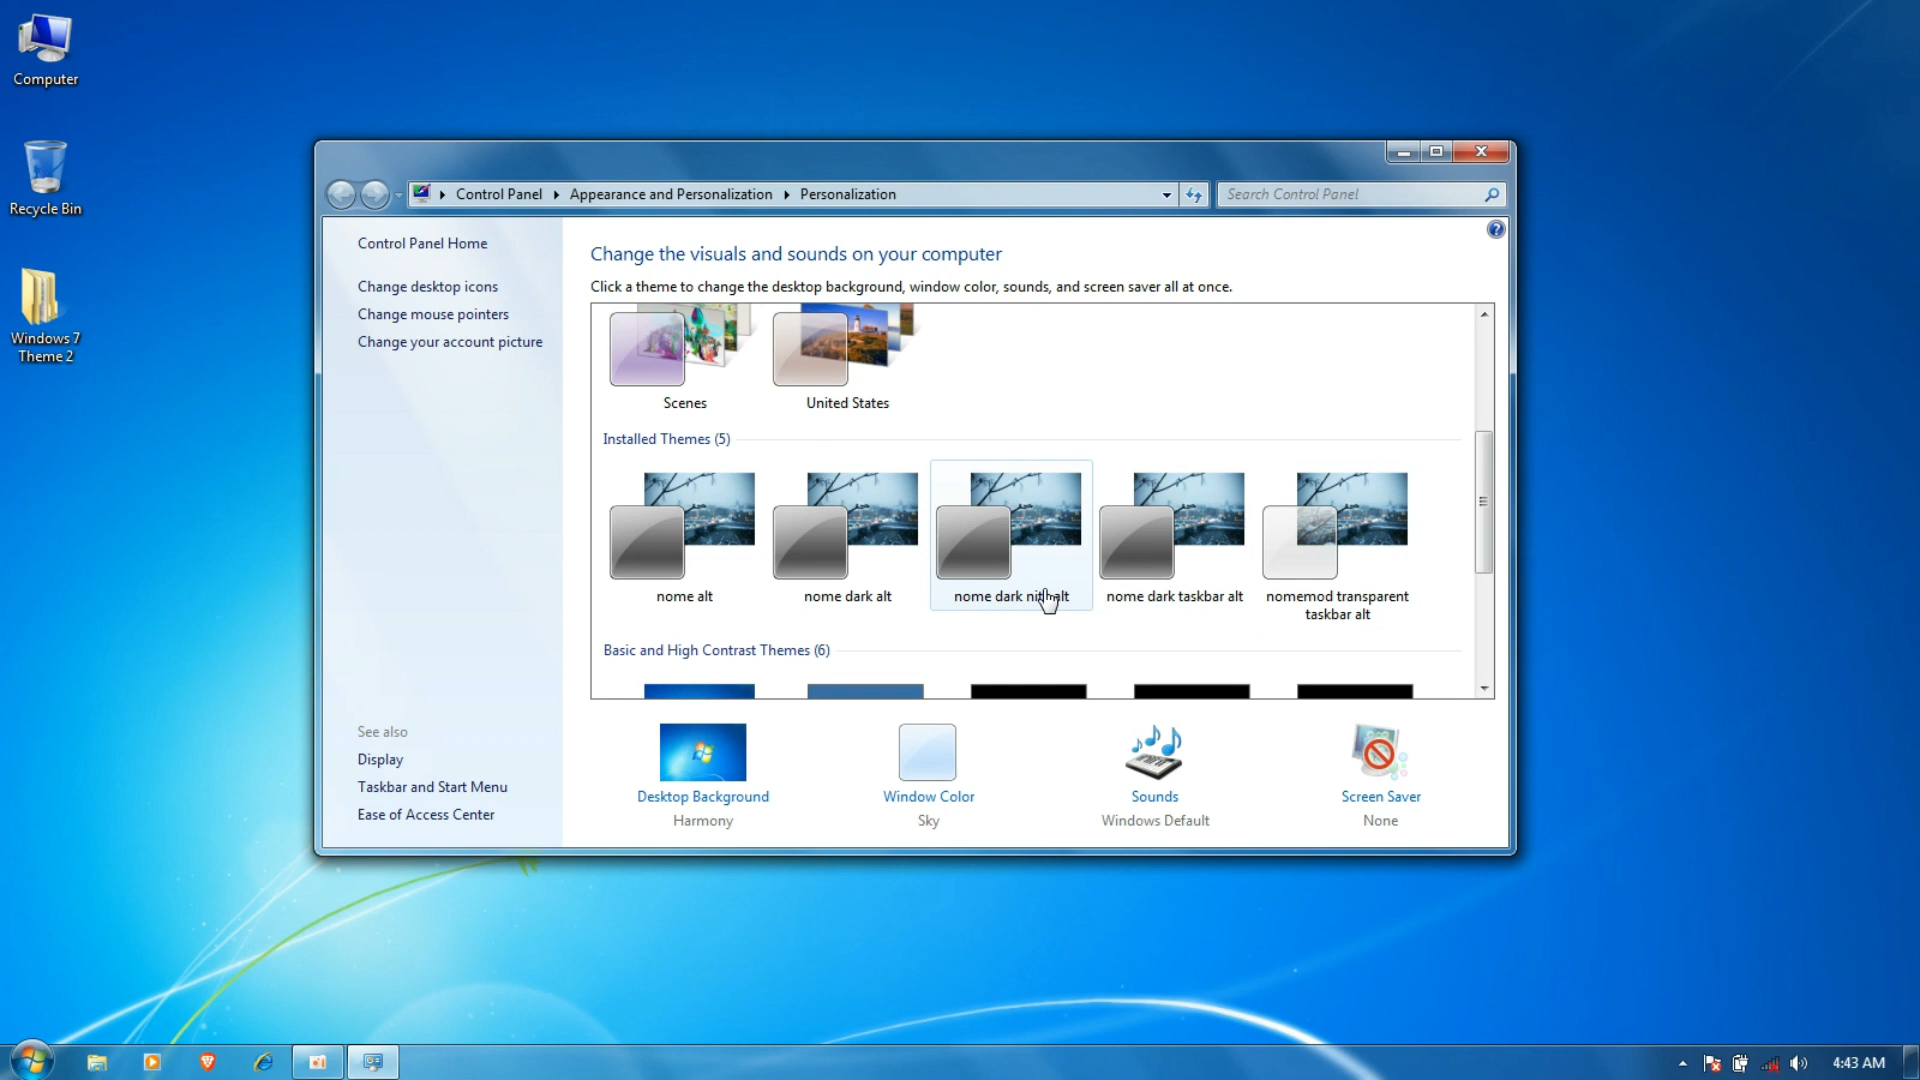 Computer
Recycle Bin
Windows 7
Theme 2
Control Panel
Appearance and Personalization
Personalization
Search Control Panel
Control Panel Home
Change desktop icons
Change mouse pointers
Change your account picture
See also
Display
Taskbar and Start Menu
Ease of Access Center
Change the visuals and sounds on your computer
Click a theme to change the desktop background, window color, sounds, and screen saver all at once.
Scenes
United States
Installed Themes (5)
nome alt
nome dark alt
nome dark alt
nome dark taskbar alt
nomemod transparent
taskbar alt
Basic and High Contrast Themes (6)
Desktop Background
Harmony
Window Color
Sky
Sounds
Windows Default
Screen Saver
None
4:43 AM